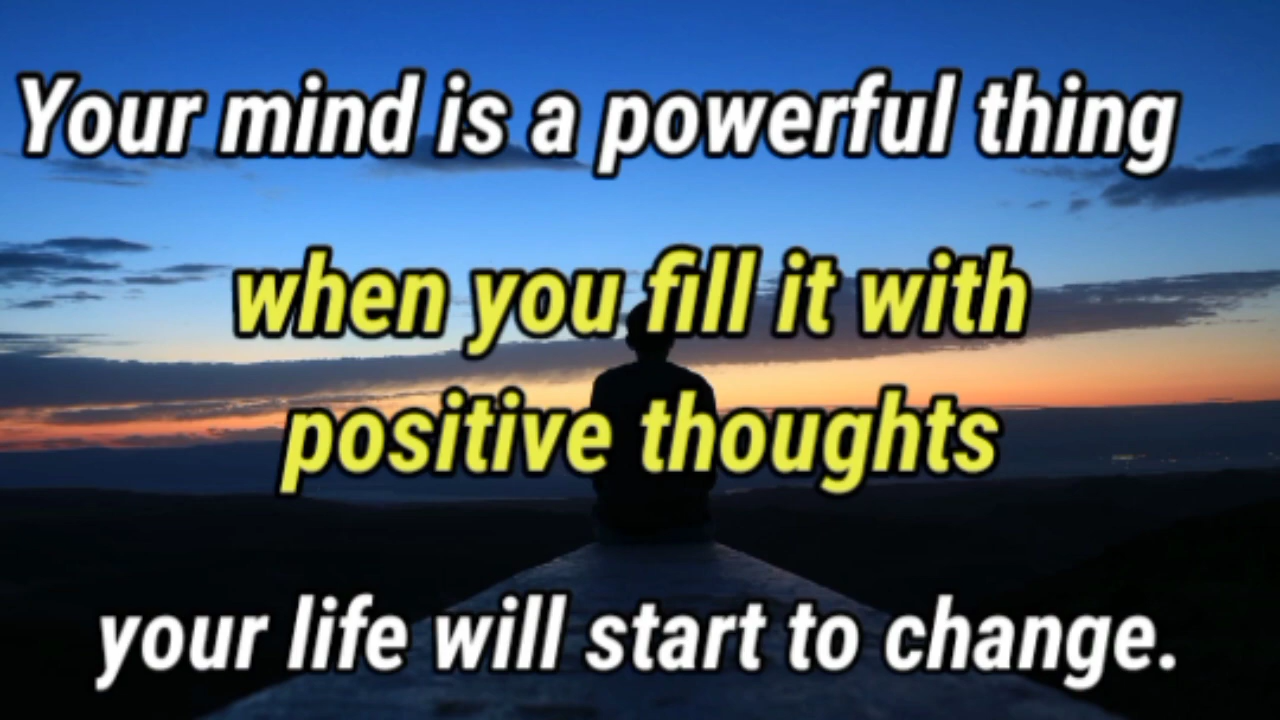 Your mind is a powerful thing
when you fill it with
positive thoughts
your life will start to change.